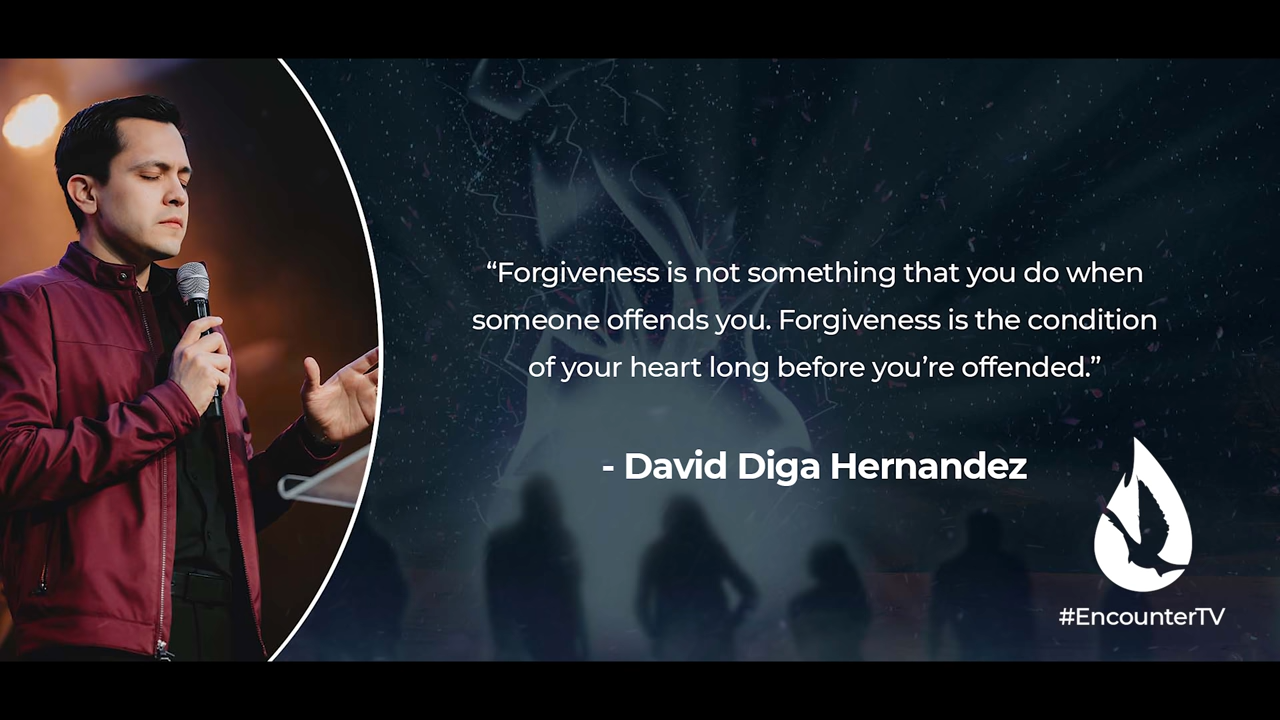 “Forgiveness is not something that you do when
someone offends you. Forgiveness is the condition
of your heart long before you’re offended.”
- David Diga Hernandez
#EncounterTV